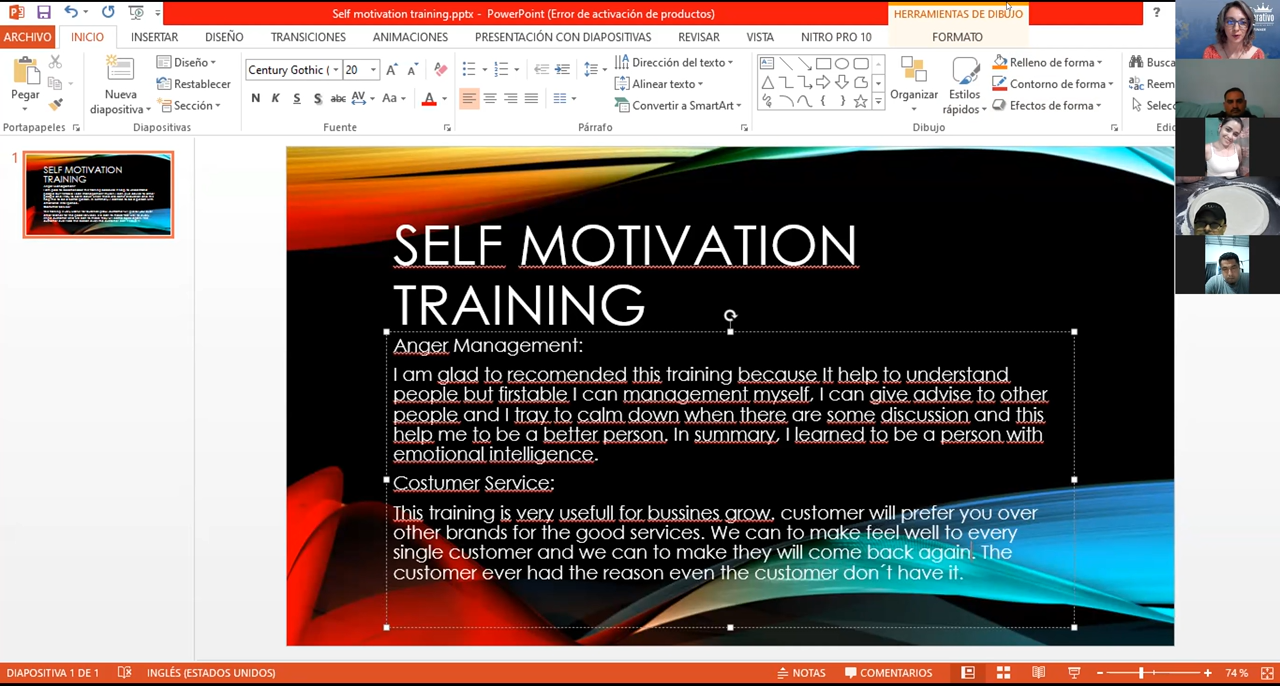 Self motivation training.pptx - PowerPoint (Error de activación de productos)
HERRAMIENTAS DE DIBUJO
?
ARCHIVO INICIO INSERTAR DISEÑO TRANSICIONES ANIMACIONES PRESENTACIÓN CON DIAPOSITIVAS REVISAR VISTA NITRO PRO 10 FORMATO
Pegar
Nueva diapositiva
Diseño
Restablecer
Sección
Century Gothic ( 20
N K S S abc AV Aa A
Dirección del texto
Alinear texto
Convertir a SmartArt
Organizar
Estilos rápidos
Relleno de forma
Contorno de forma
Efectos de forma
Busca
Reem
Selec
Portapapeles Diapositivas Fuente Párrafo Dibujo Edic
1
SELF MOTIVATION
TRAINING
Anger Management:
I am glad to recomended this training because It help to understand
people but firstable I can management myself, I can give advise to other
people and I tray to calm down when there are some discussion and this
help me to be a better person. In summary, I learned to be a person with
emotional intelligence.
Costumer Service:
This training is very usefull for bussines grow, customer will prefer you over
other brands for the good services. We can to make feel well to every
single customer and we can to make they will come back again. The
customer ever had the reason even the customer don´t have it.
DIAPOSITIVA 1 DE 1 INGLÉS (ESTADOS UNIDOS) NOTAS COMENTARIOS 74 %